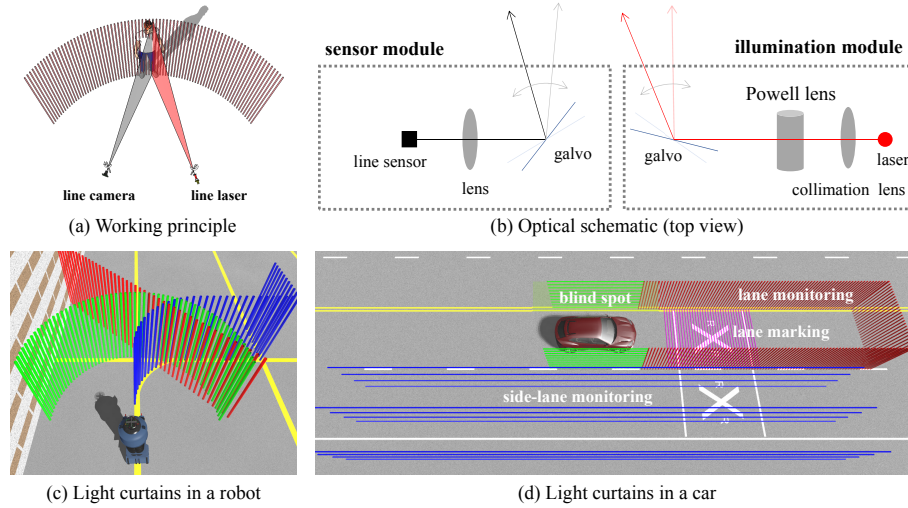 sensor module
illumination module
Powell lens
line sensor
lens
galvo
galvo
laser
collimation lens
line camera
line laser
(a) Working principle
(b) Optical schematic (top view)
blind spot
lane monitoring
lane marking
side-lane monitoring
(c) Light curtains in a robot
(d) Light curtains in a car